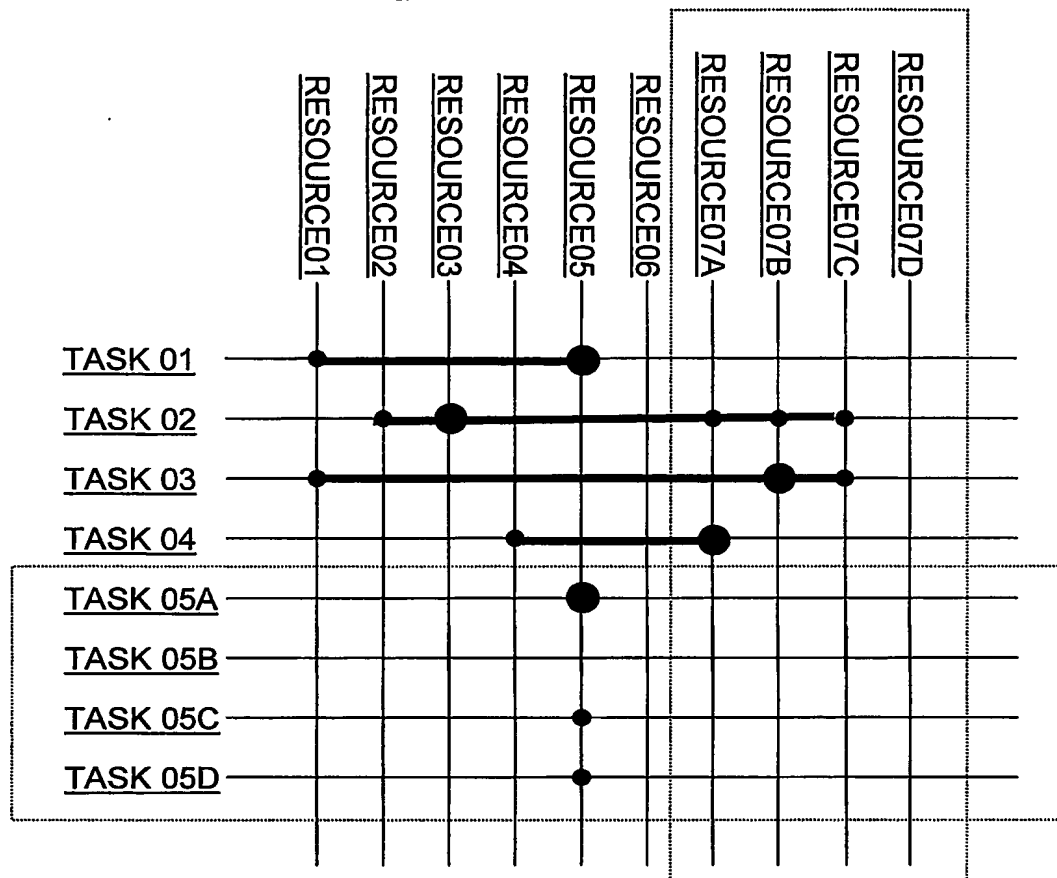 RESOURCE01
RESOURCE02
RESOURCE03
RESOURCE04
RESOURCE05
RESOURCE06
RESOURCE07A
RESOURCE07B
RESOURCE07C
RESOURCE07D
TASK 01
TASK 02
TASK 03
TASK 04
TASK 05A
TASK 05B
TASK 05C
TASK 05D